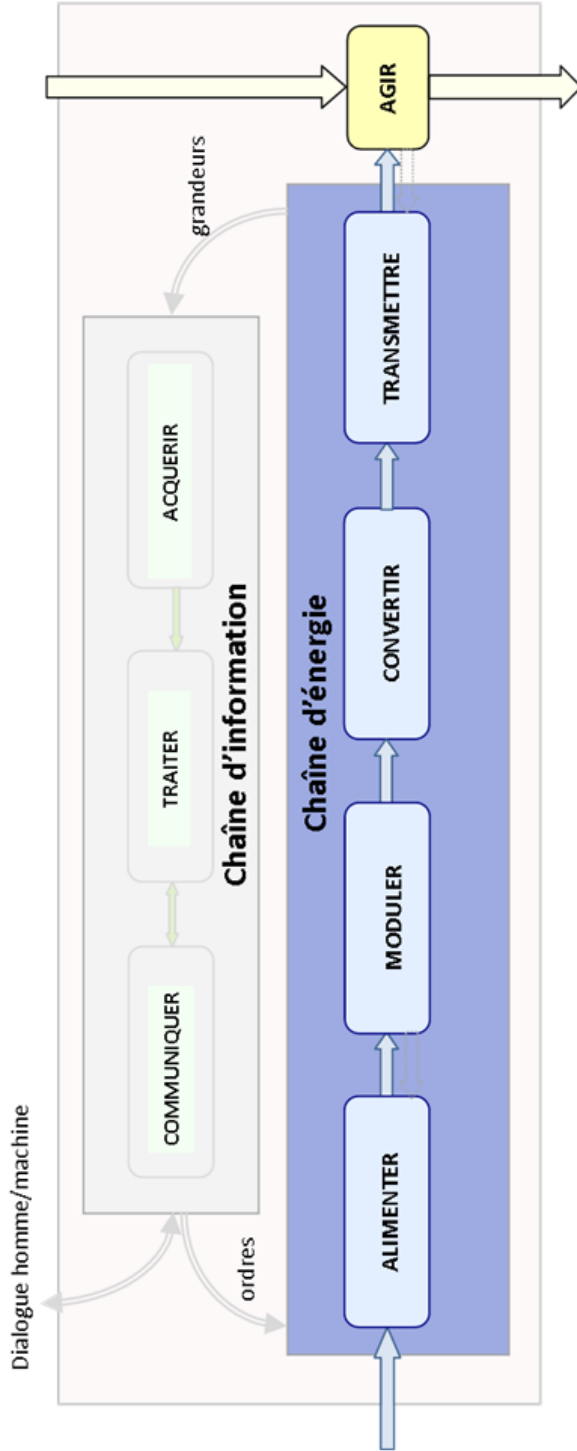 Dialogue homme/machine
COMMUNIQUER
TRAITER
ACQUERIR
grandeurs
Chaîne d'information
ordres
Chaîne d'énergie
ALIMENTER
MODULER
CONVERTIR
TRANSMETTRE
AGIR